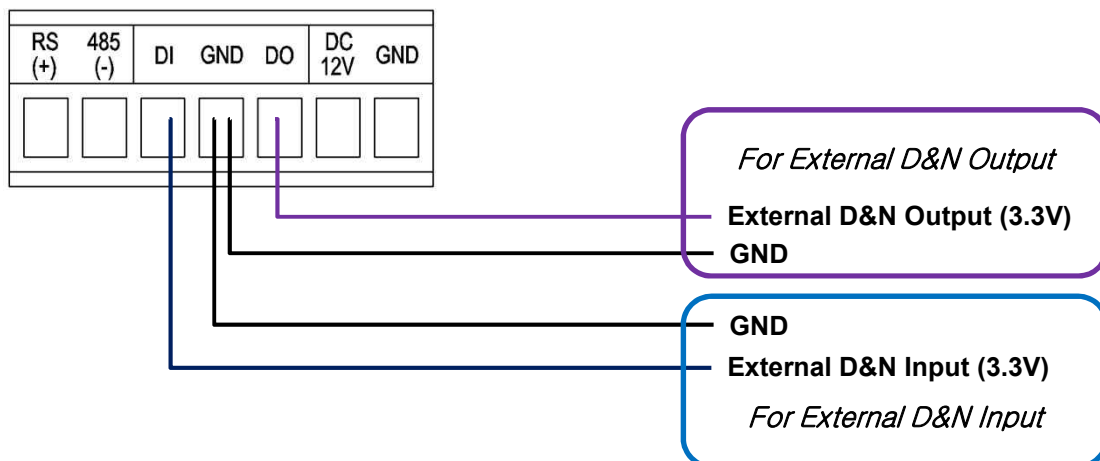 RS 485 DI GND DO DC GND
(+) (-) 12V
For External D&N Output
External D&N Output (3.3V)
GND
GND
External D&N Input (3.3V)
For External D&N Input